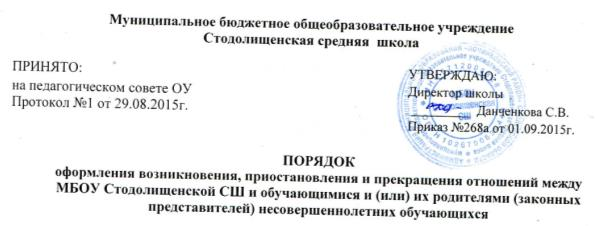 Муниципальное бюджетное общеобразовательное учреждение
Стодолищенская средняя школа
ПРИНЯТО:
на педагогическом совете ОУ
Протокол №1 от 29.08.2015г.
УТВЕРЖДАЮ:
Директор школы
Данченкова С.В.
Приказ №268а от 01.09.2015г.
ПОРЯДОК
оформления возникновения, приостановления и прекращения отношений между
МБОУ Стодолищенской СШ и обучающимися и (или) их родителями (законных
представителей) несовершеннолетних обучающихся